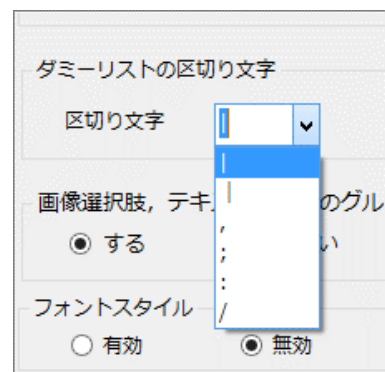 ダミーリストの区切り文字
区切り文字 |
|
|
,
;
:
/
画像選択肢，テキ
のグル
する
い
フォントスタイル
有効 無効